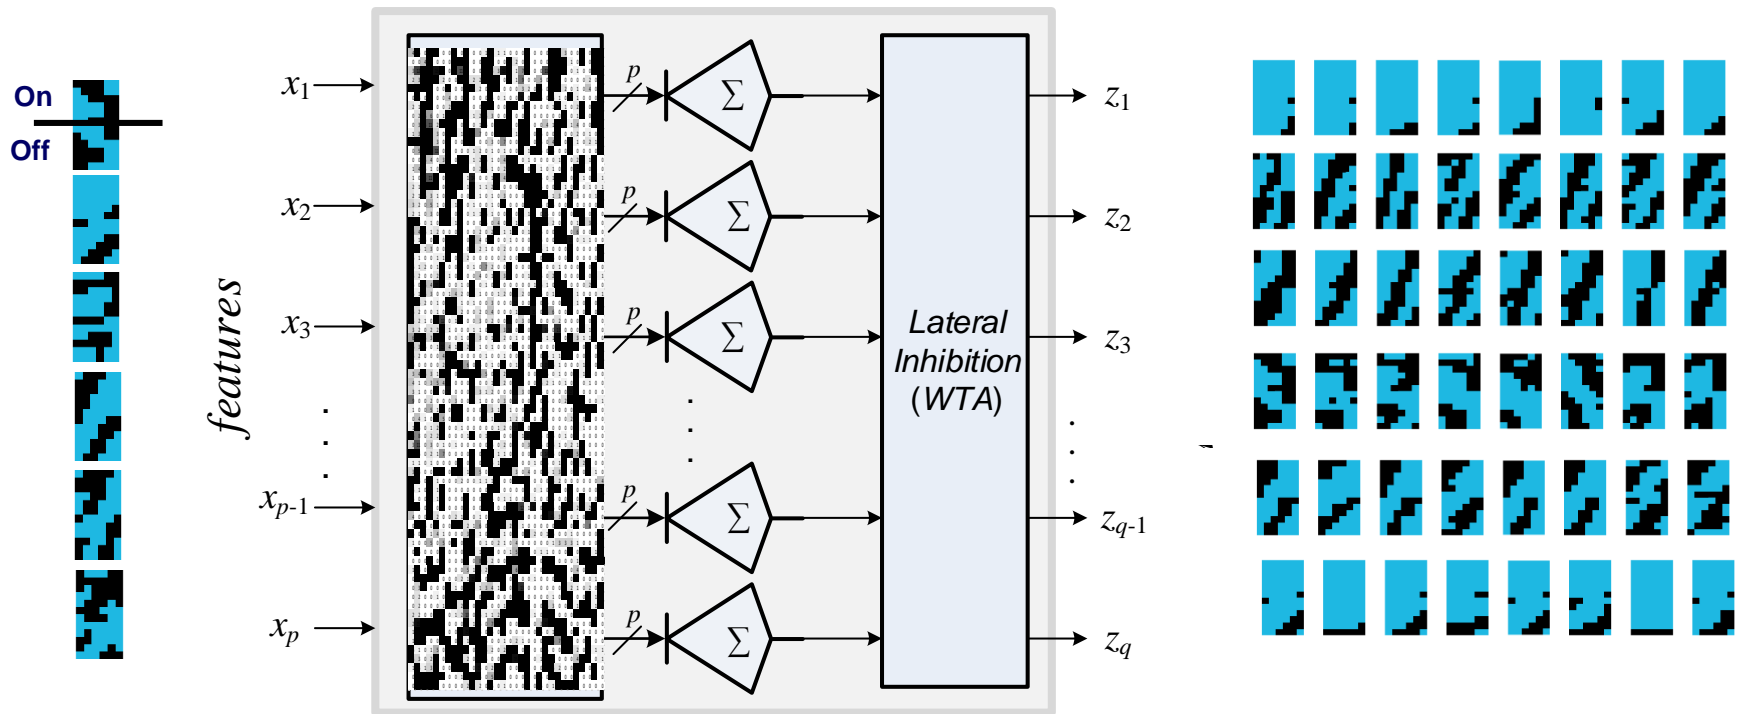 On
Off
features
x1
x2
x3
.
.
.
xp-1
xp
p
Σ
p
Σ
p
Σ
.
.
.
p
Σ
p
Σ
Lateral
Inhibition
(WTA)
z1
z2
z3
.
.
.
zq-1
zq